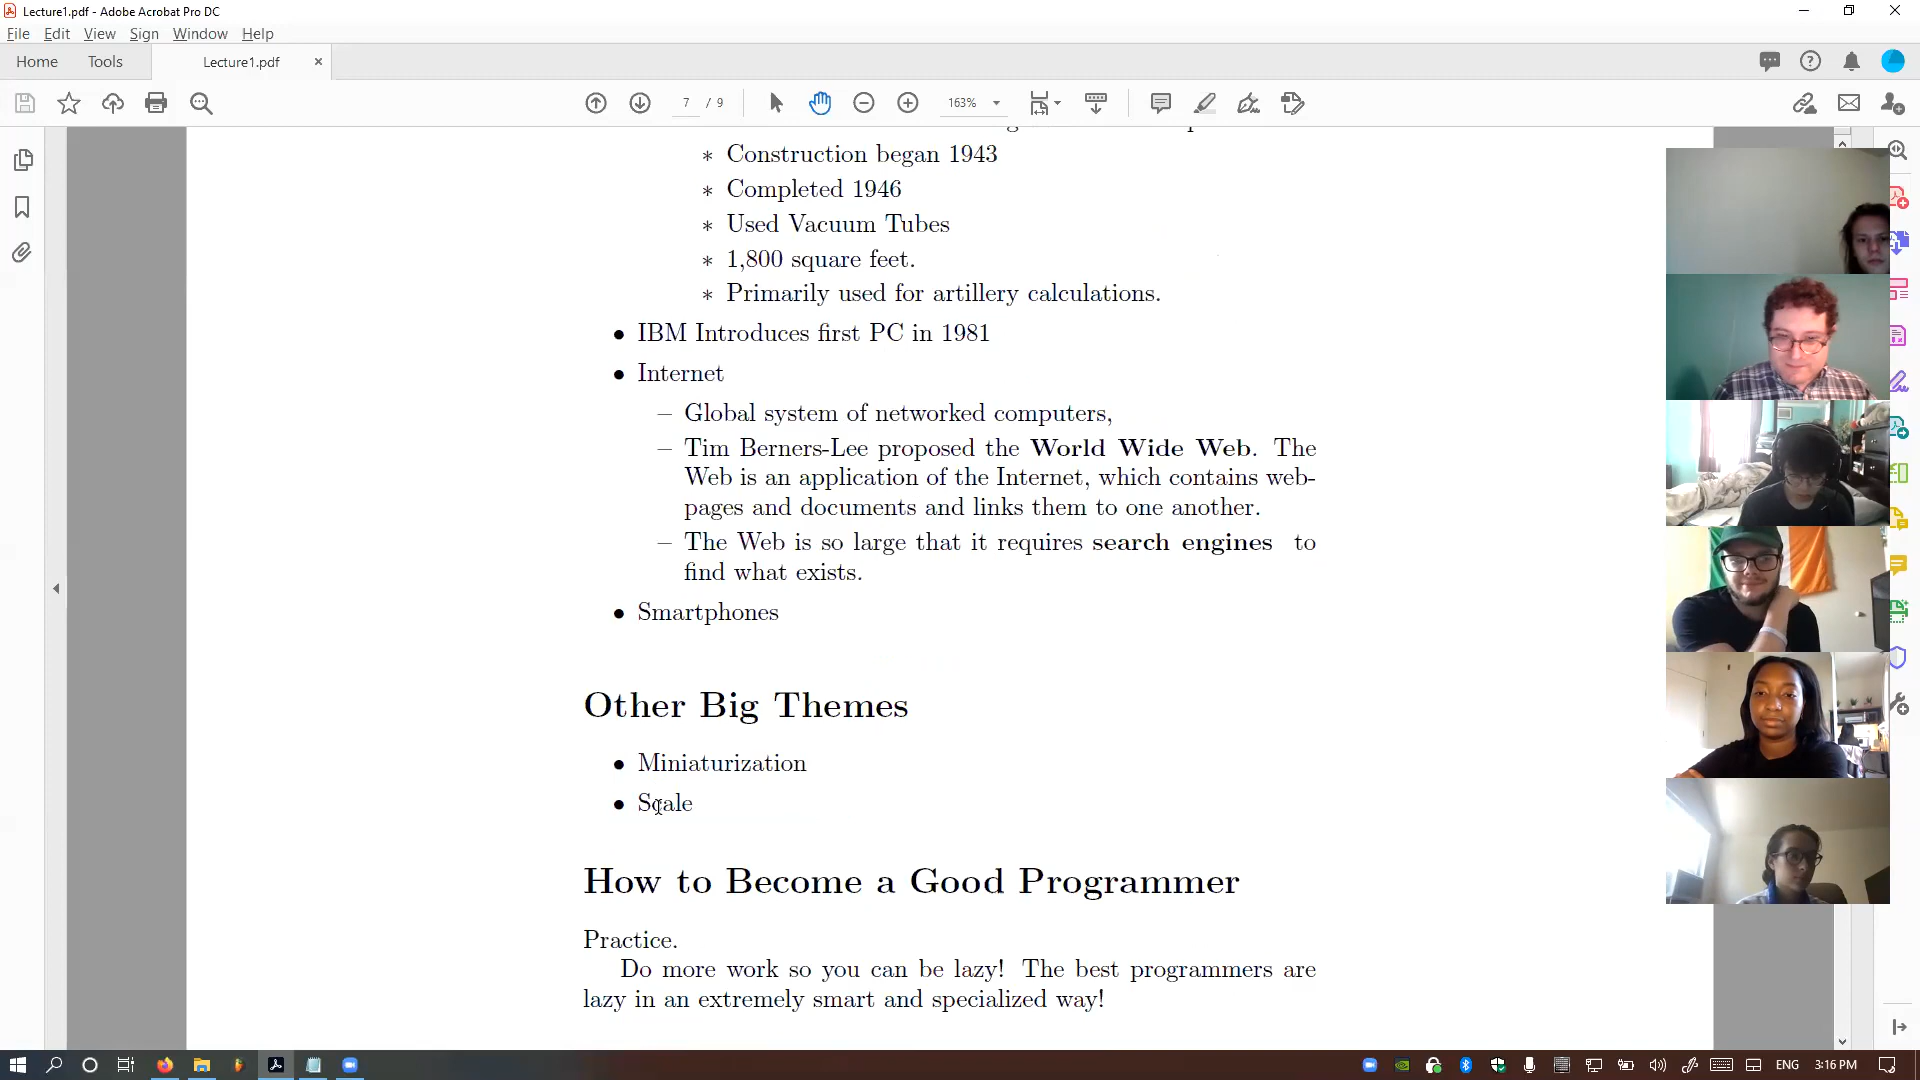 Lecture1.pdf - Adobe Acrobat Pro DC
File Edit View Sign Window Help
Home Tools Lecture1.pdf
7 / 9 163%
∗ Construction began 1943
∗ Completed 1946
∗ Used Vacuum Tubes
∗ 1,800 square feet.
∗ Primarily used for artillery calculations.
• IBM Introduces first PC in 1981
• Internet
– Global system of networked computers,
– Tim Berners-Lee proposed the World Wide Web. The
Web is an application of the Internet, which contains web-
pages and documents and links them to one another.
– The Web is so large that it requires search engines to
find what exists.
• Smartphones
Other Big Themes
• Miniaturization
• Scale
How to Become a Good Programmer
Practice.
Do more work so you can be lazy! The best programmers are
lazy in an extremely smart and specialized way!
ENG 3:16 PM